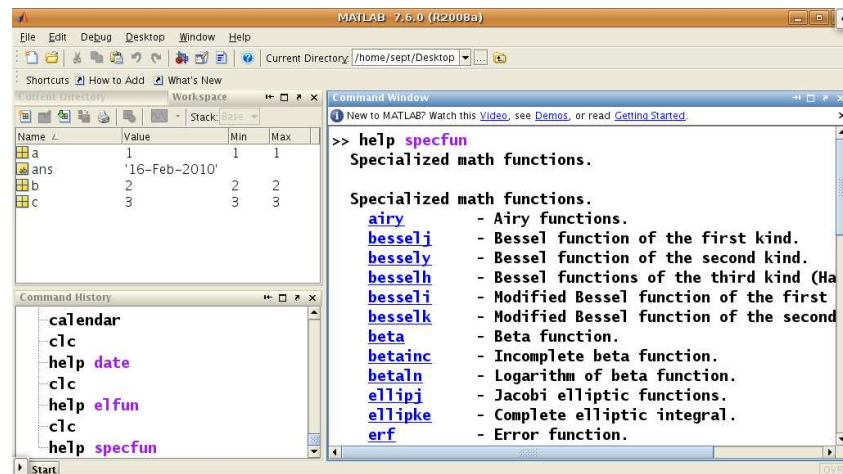 MATLAB 7.6.0 (R2008a)
File Edit Debug Desktop Window Help
Current Directory: /home/sept/Desktop ...
Shortcuts How to Add What's New
Current Directory Workspace
Stack: Base
Name Value Min Max
a 1 1 1
ans '16-Feb-2010'
b 2 2 2
c 3 3 3
Command History
calendar
clc
help date
clc
help elfun
clc
help specfun
Command Window
New to MATLAB? Watch this Video, see Demos, or read Getting Started.
>> help specfun
Specialized math functions.
Specialized math functions.
airy - Airy functions.
besselj - Bessel function of the first kind.
bessely - Bessel function of the second kind.
besselh - Bessel functions of the third kind (Ha
besseli - Modified Bessel function of the first
besselk - Modified Bessel function of the second
beta - Beta function.
betainc - Incomplete beta function.
betaln - Logarithm of beta function.
ellipj - Jacobi elliptic functions.
ellipke - Complete elliptic integral.
erf - Error function.
Start
OVR